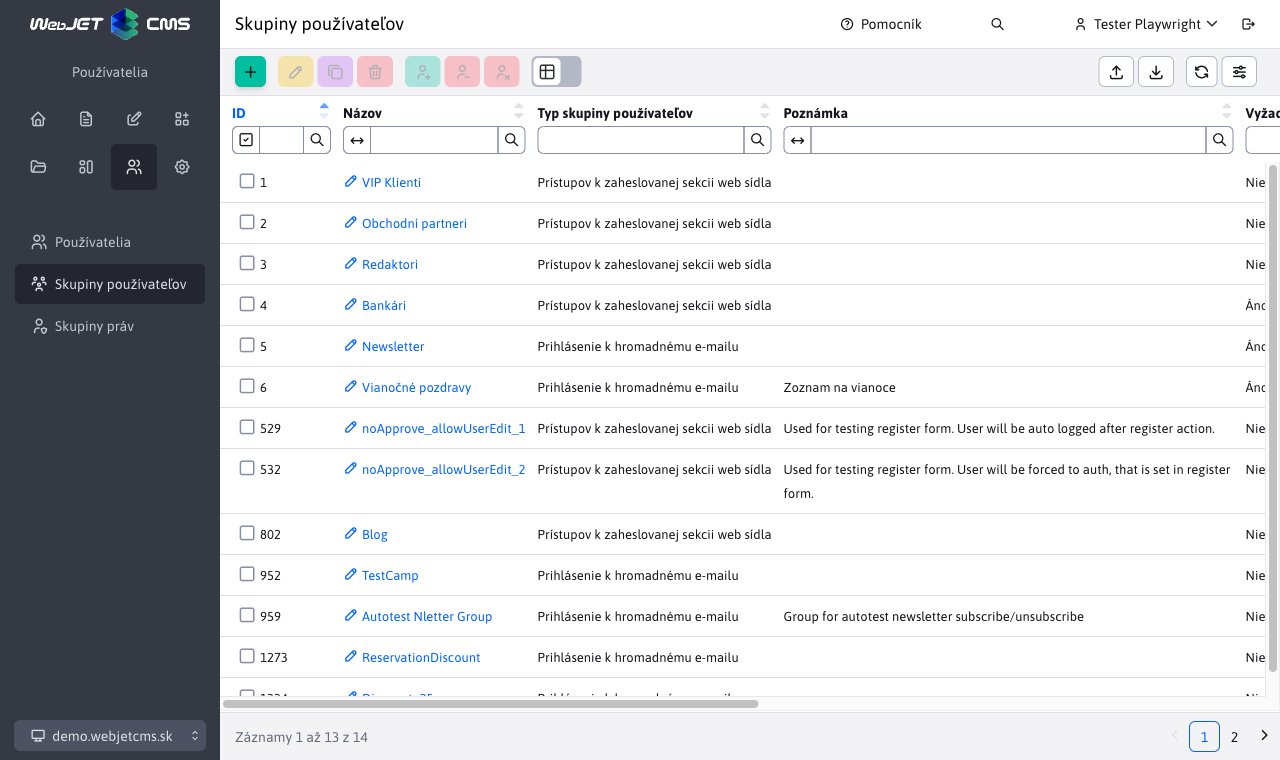 WebJET CMS
Skupiny používateľov
Pomocník
Tester Playwright
Používatelia
Používatelia
Skupiny používateľov
Skupiny práv
demo.webjetcms.sk
ID Názov Typ skupiny používateľov Poznámka
1 VIP Klienti Prístupov k zaheslovanej sekcii web sídla Nie
2 Obchodní partneri Prístupov k zaheslovanej sekcii web sídla Nie
3 Redaktori Prístupov k zaheslovanej sekcii web sídla Nie
4 Bankári Prístupov k zaheslovanej sekcii web sídla
5 Newsletter Prihlásenie k hromadnému e-mailu
6 Vianočné pozdravy Prihlásenie k hromadnému e-mailu Zoznam na vianoce
529 noApprove_allowUserEdit_1 Prístupov k zaheslovanej sekcii web sídla Used for testing register form. User will be auto logged after register action. Nie
532 noApprove_allowUserEdit_2 Prístupov k zaheslovanej sekcii web sídla Used for testing register form. User will be forced to auth, that is set in register Nie
form.
802 Blog Prístupov k zaheslovanej sekcii web sídla Nie
952 TestCamp Prihlásenie k hromadnému e-mailu Nie
959 Autotest Nletter Group Prihlásenie k hromadnému e-mailu Group for autotest newsletter subscribe/unsubscribe Nie
1273 ReservationDiscount Prihlásenie k hromadnému e-mailu Nie
Záznamy 1 až 13 z 14
1 2